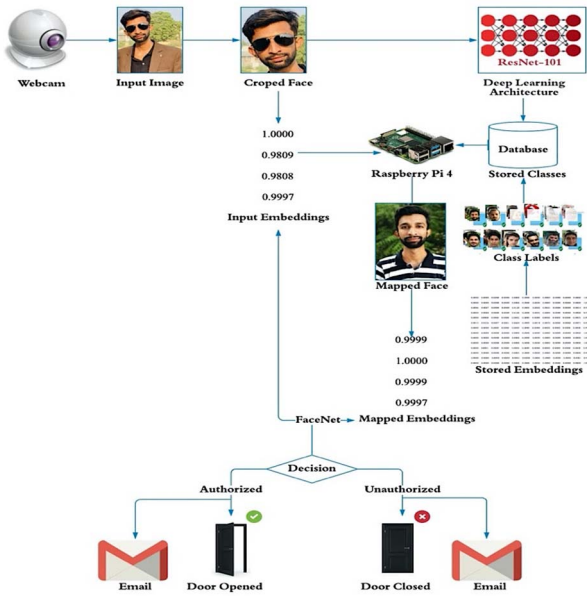 ResNet-101
Webcam
Input Image
Croped Face
Deep Learning
Architecture
1.0000
0.9809
0.9808
0.9997
Input Embeddings
Raspberry Pi 4
Database
Stored Classes
Class Labels
Mapped Face
Stored Embeddings
0.9999
1.0000
0.9999
0.9997
FaceNet
Mapped Embeddings
Decision
Authorized
Unauthorized
Email
Door Opened
Door Closed
Email